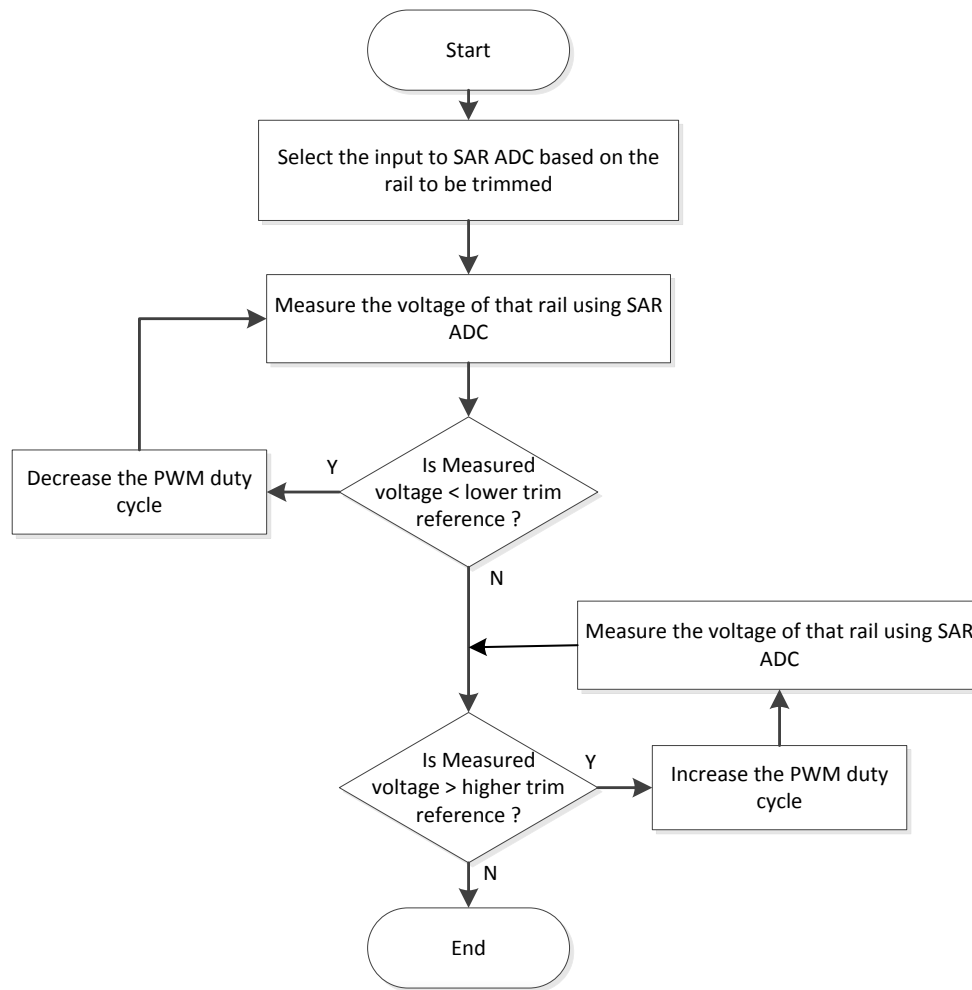 Start
Select the input to SAR ADC based on the
rail to be trimmed
Measure the voltage of that rail using SAR
ADC
Is Measured
voltage < lower trim
reference ?
Y
Decrease the PWM duty
cycle
N
Measure the voltage of that rail using SAR
ADC
Is Measured
voltage > higher trim
reference ?
Y
Increase the PWM duty
cycle
N
End